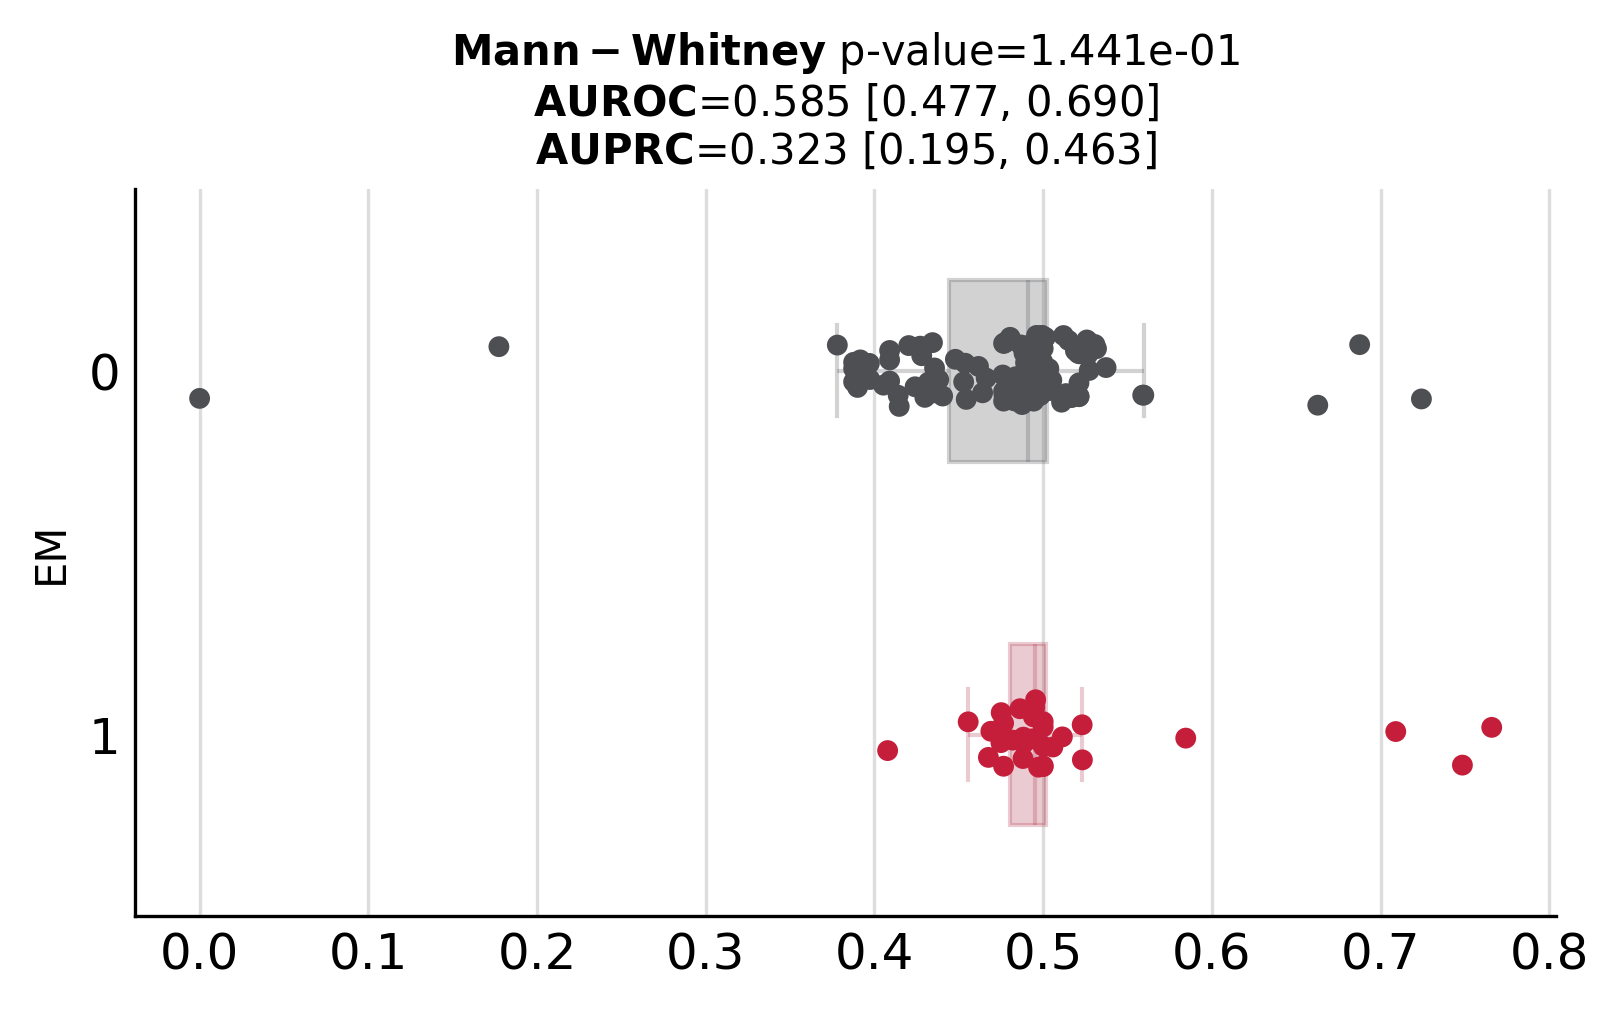 Mann – Whitney p-value=1.441e-01
AUROC=0.585 [0.477, 0.690]
AUPRC=0.323 [0.195, 0.463]
EM
0
1
0.0 0.1 0.2 0.3 0.4 0.5 0.6 0.7 0.8